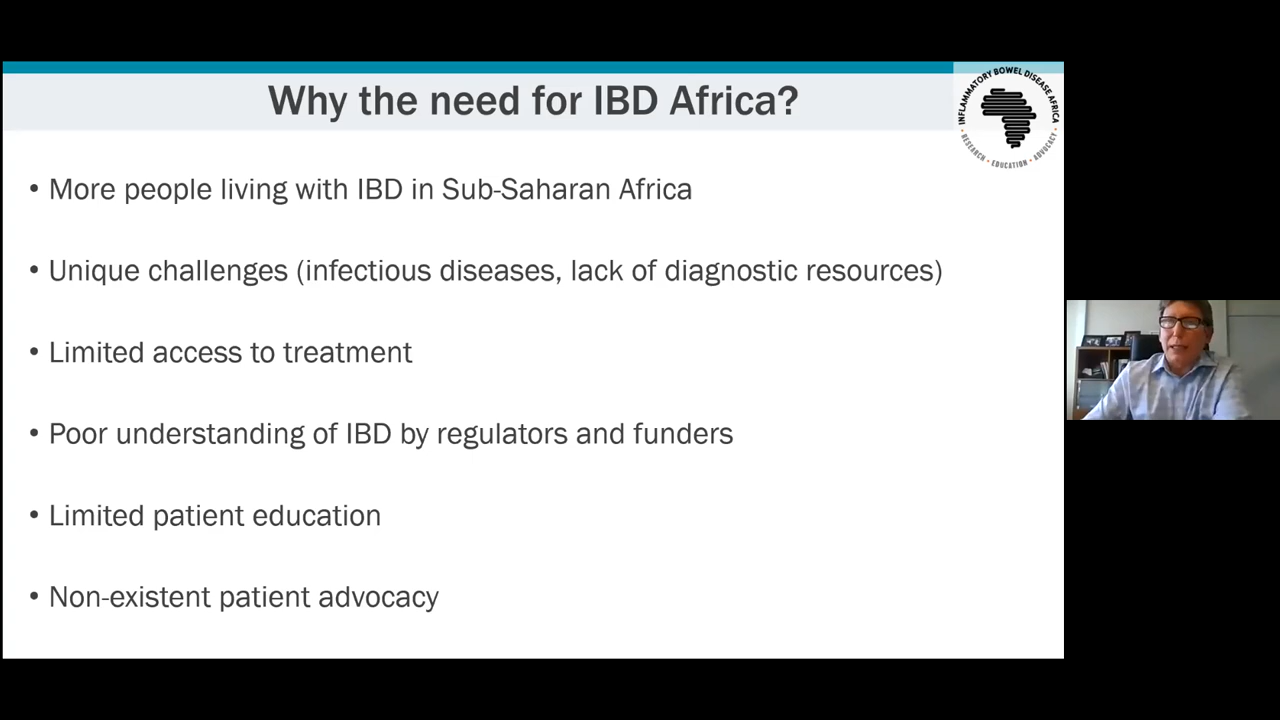 Why the need for IBD Africa?
INFLAMMATORY BOWEL DISEASE AFRICA
• RESEARCH • EDUCATION • ADVOCACY •
• More people living with IBD in Sub-Saharan Africa
• Unique challenges (infectious diseases, lack of diagnostic resources)
• Limited access to treatment
• Poor understanding of IBD by regulators and funders
• Limited patient education
• Non-existent patient advocacy